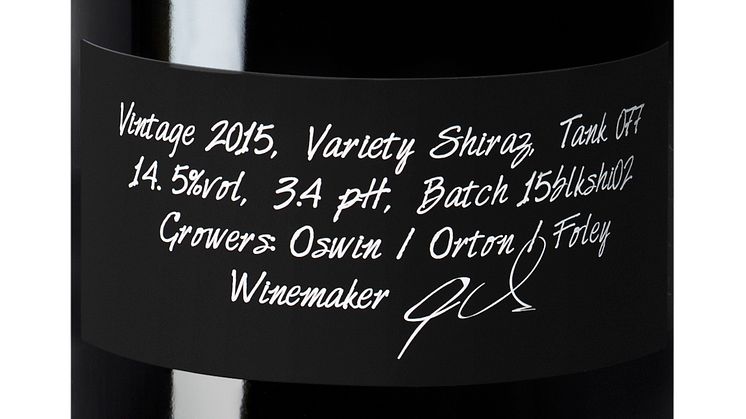 Vintage 2015, Variety Shiraz, Tank 077
14.5%vol, 3.4 pH, Batch 15blkshi02
Growers: Oswin / Orton / Foley
Winemaker